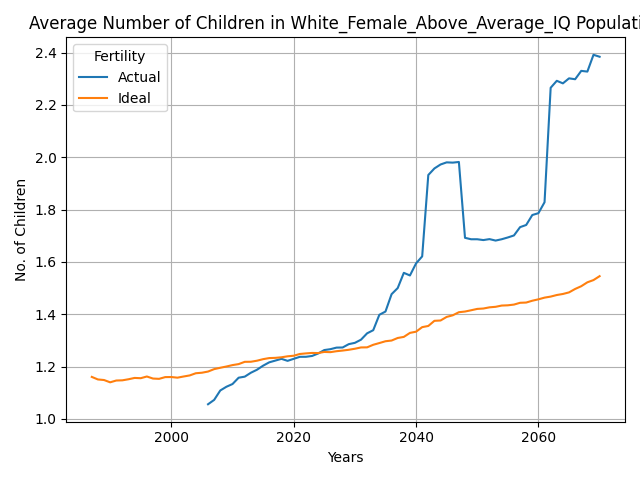 Average Number of Children in White_Female_Above_Average_IQ Populati
No. of Children
2.4
2.2
2.0
1.8
1.6
1.4
1.2
1.0
Fertility
Actual
Ideal
2000 2020 2040 2060
Years